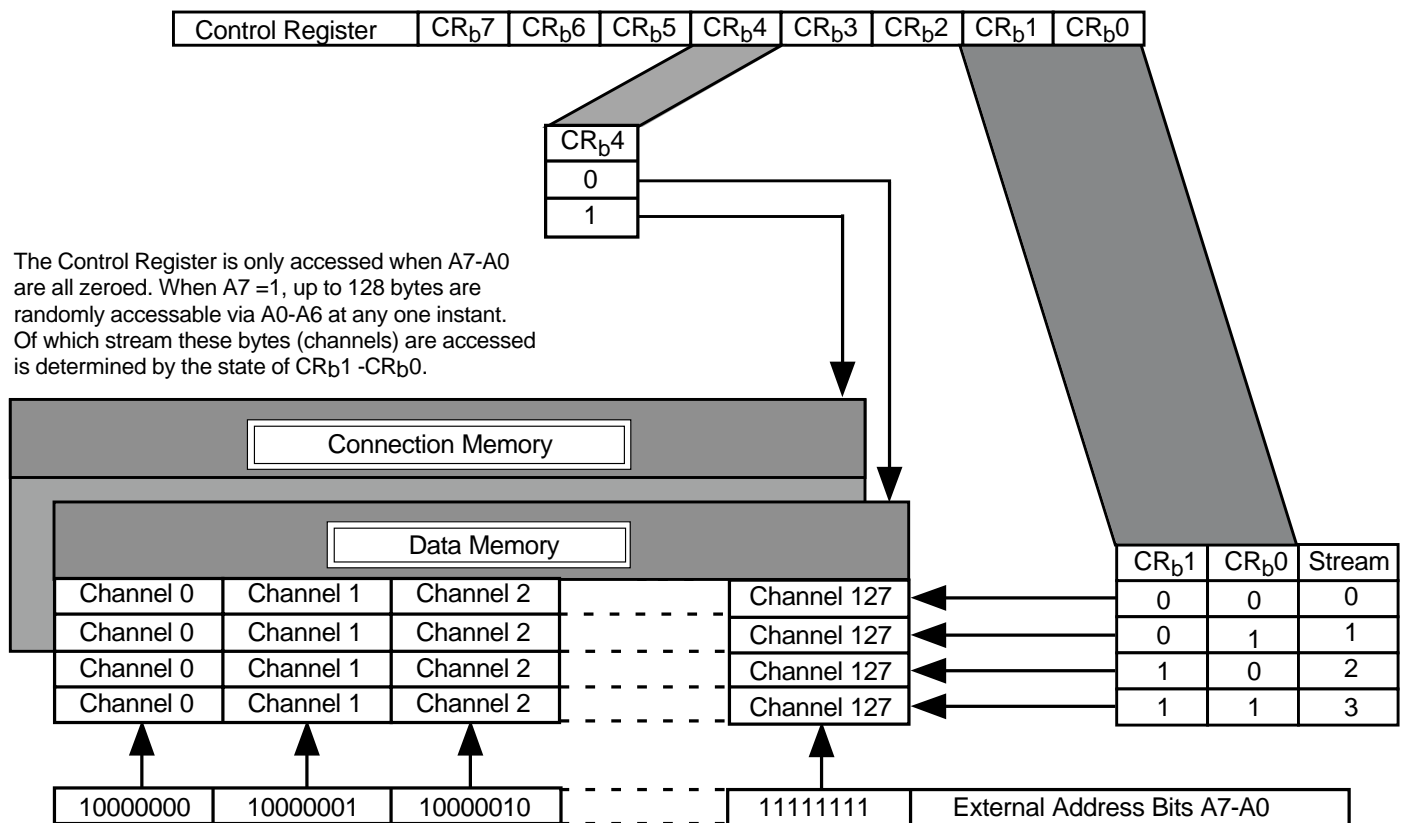 Control Register CRb7 CRb6 CRb5 CRb4 CRb3 CRb2 CRb1 CRb0
CRb4
0
1
The Control Register is only accessed when A7-A0
are all zeroed. When A7 =1, up to 128 bytes are
randomly accessable via A0-A6 at any one instant.
Of which stream these bytes (channels) are accessed
is determined by the state of CRb1 -CRb0.
Connection Memory
Data Memory
CRb1 CRb0 Stream
Channel 0 Channel 1 Channel 2 Channel 127 0 0 0
Channel 0 Channel 1 Channel 2 Channel 127 0 1 1
Channel 0 Channel 1 Channel 2 Channel 127 1 0 2
Channel 0 Channel 1 Channel 2 Channel 127 1 1 3
10000000 10000001 10000010 11111111 External Address Bits A7-A0